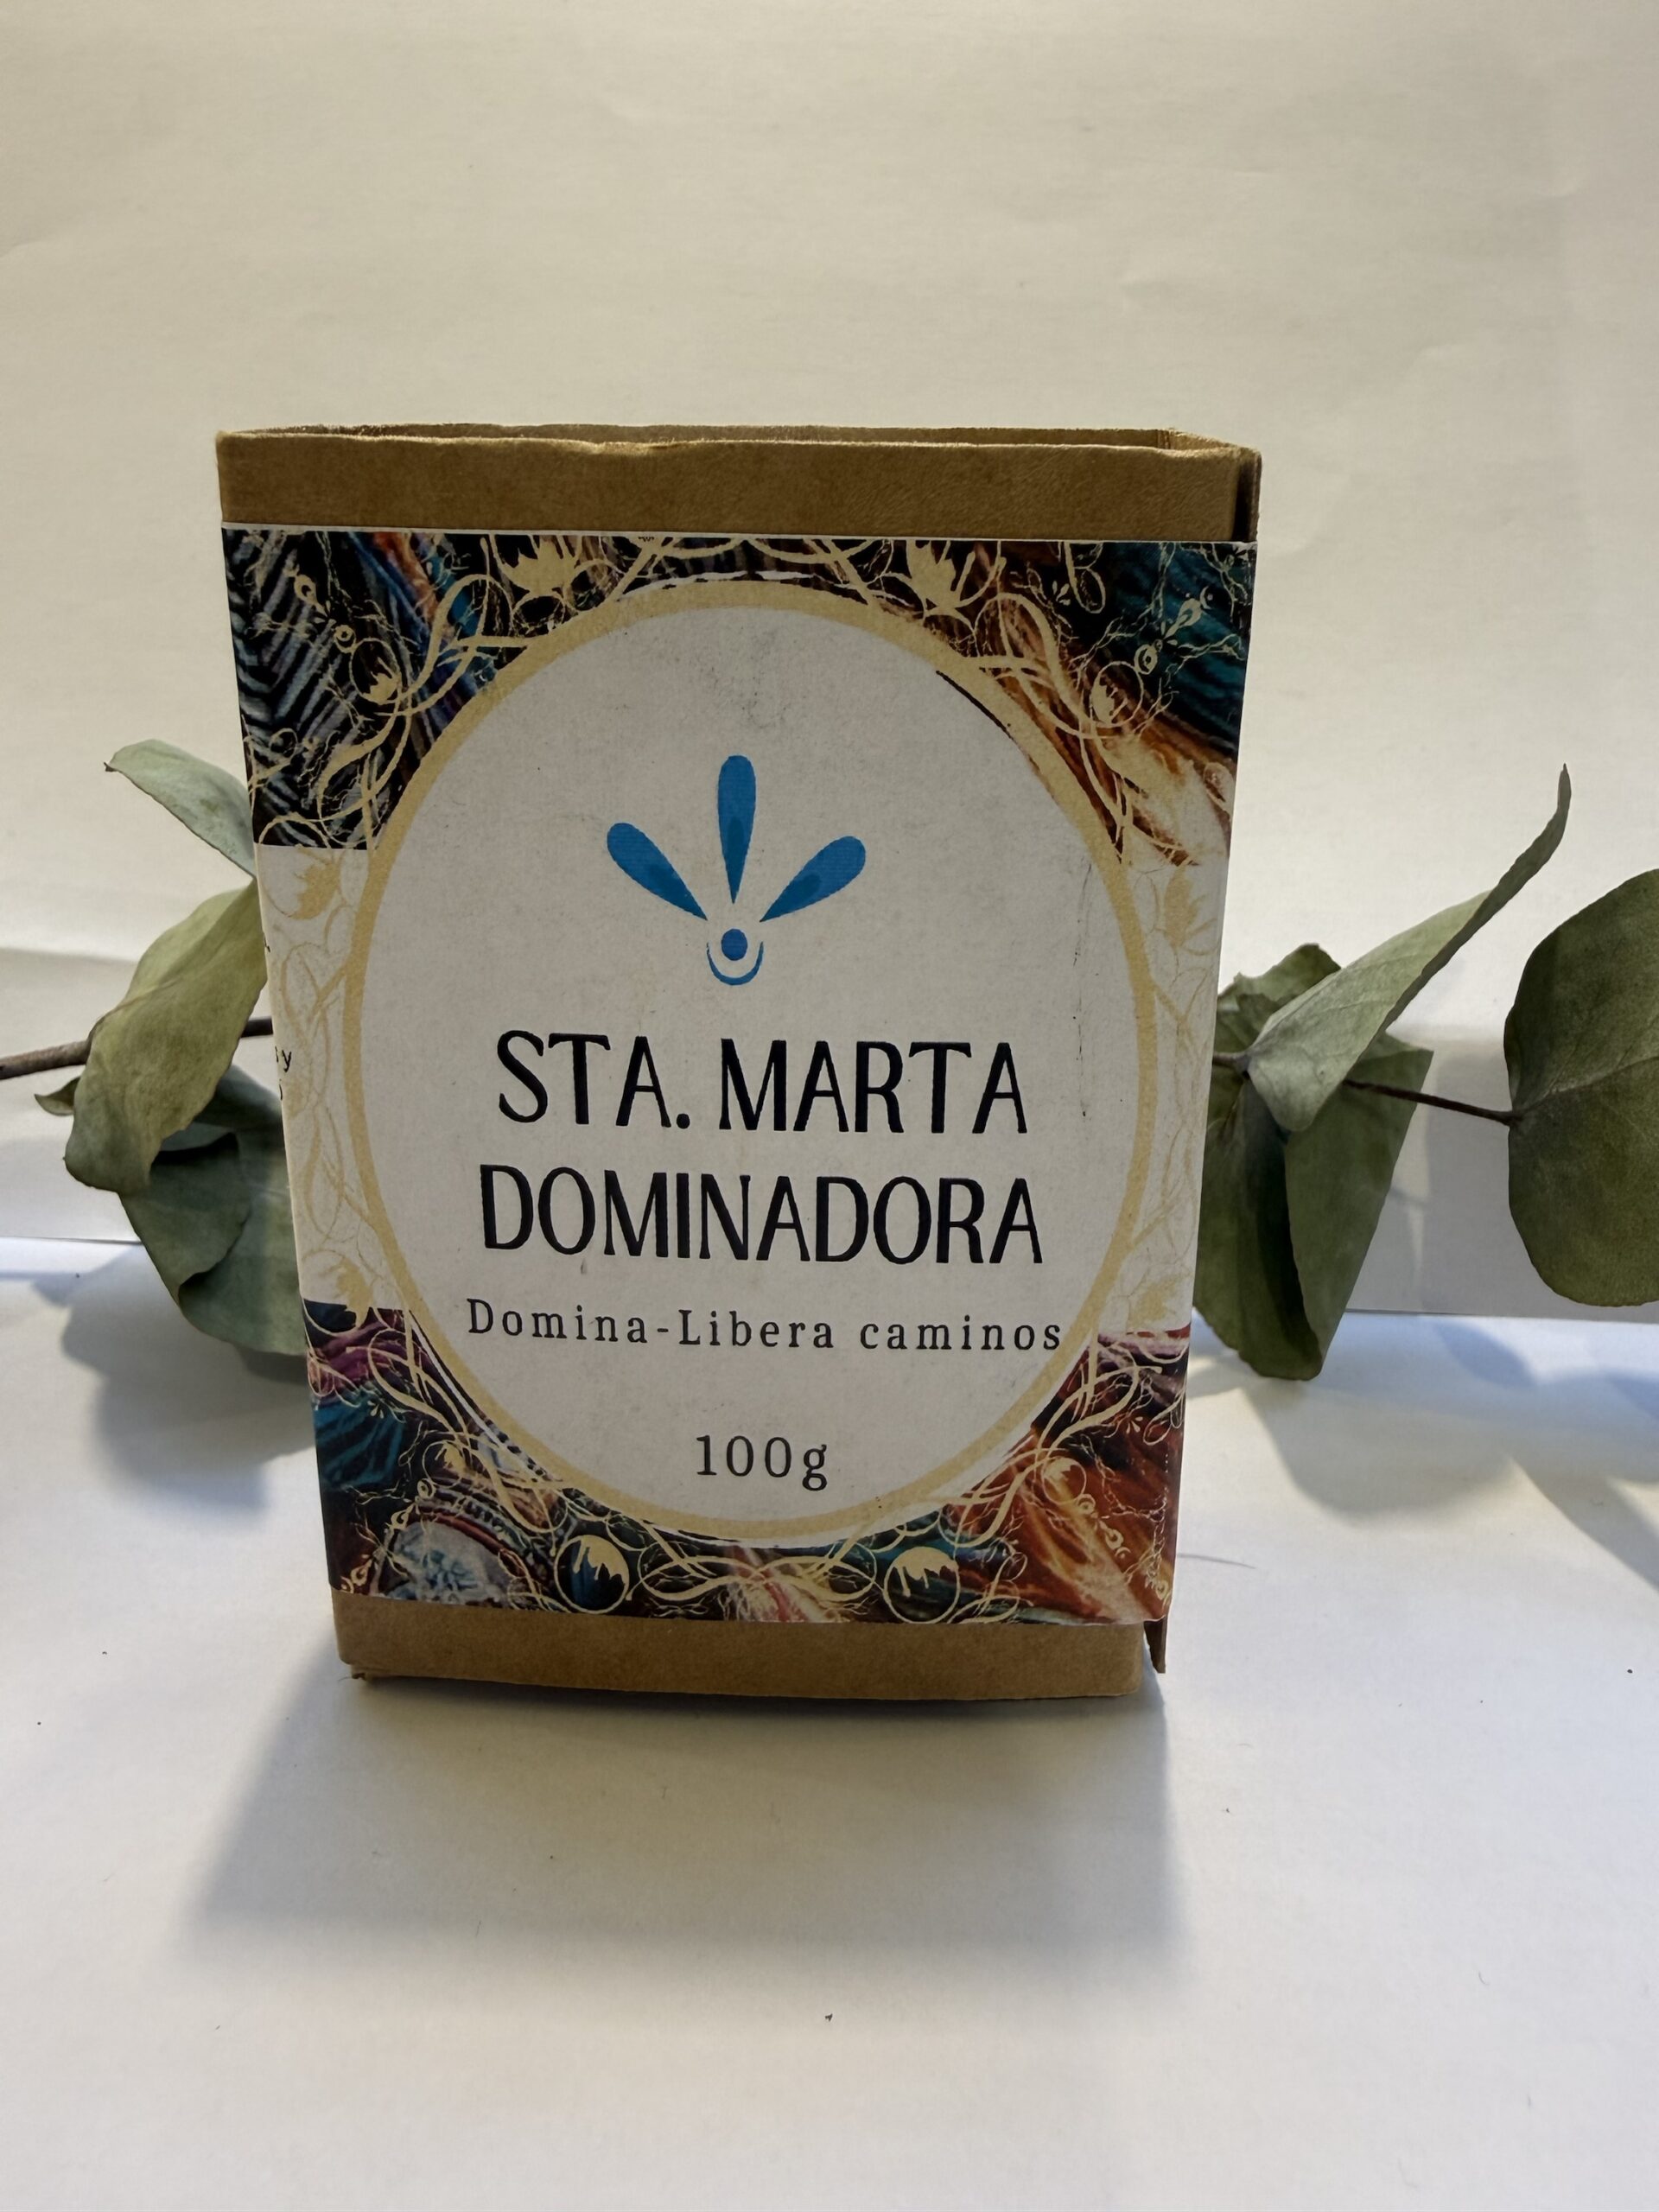 STA. MARTA
DOMINADORA
Domina-Libera caminos
100g